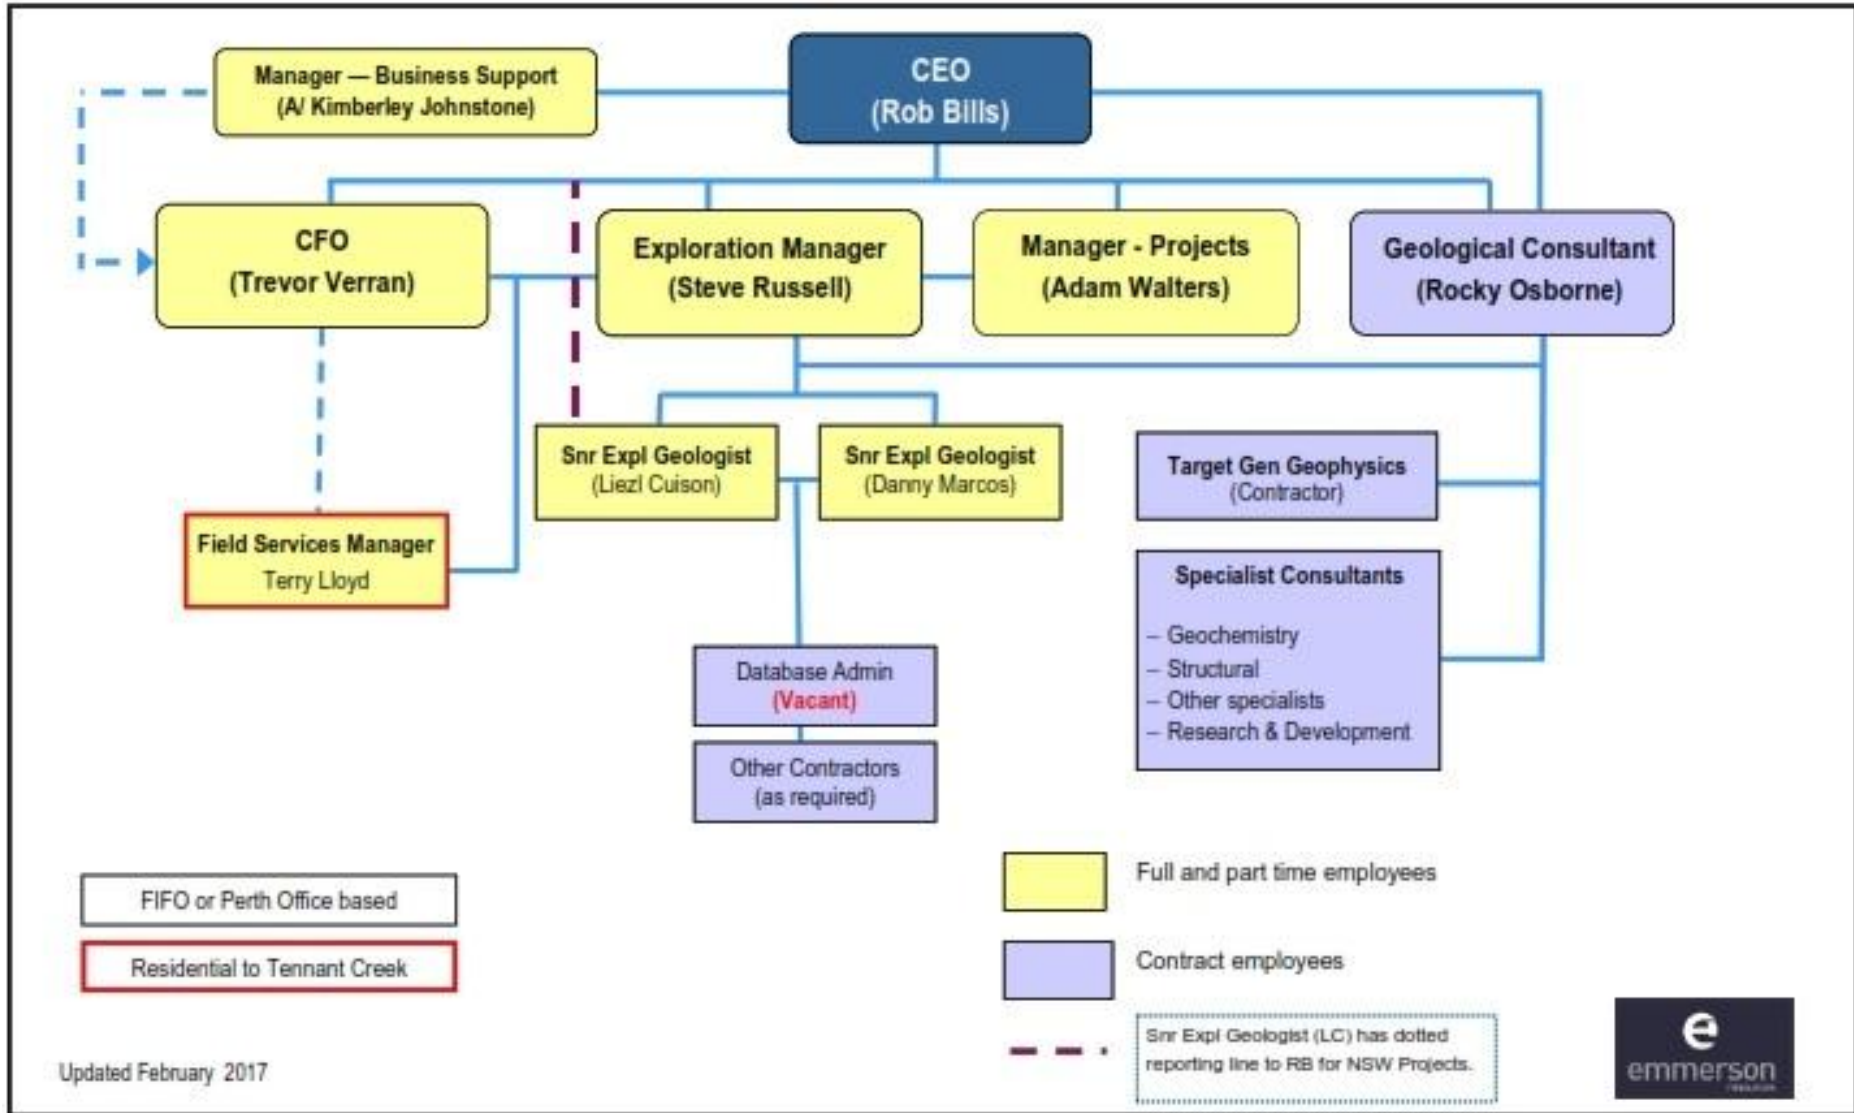 Manager — Business Support
(A/ Kimberley Johnstone)
CEO
(Rob Bills)
CFO
(Trevor Verran)
Exploration Manager
(Steve Russell)
Manager - Projects
(Adam Walters)
Geological Consultant
(Rocky Osborne)
Snr Expl Geologist
(Liezl Cuison)
Snr Expl Geologist
(Danny Marcos)
Target Gen Geophysics
(Contractor)
Field Services Manager
Terry Lloyd
Specialist Consultants
– Geochemistry
– Structural
– Other specialists
– Research & Development
Database Admin
(Vacant)
Other Contractors
(as required)
FIFO or Perth Office based
Residential to Tennant Creek
Full and part time employees
Contract employees
Snr Expl Geologist (LC) has dotted
reporting line to RB for NSW Projects.
Updated February 2017
e
emmerson